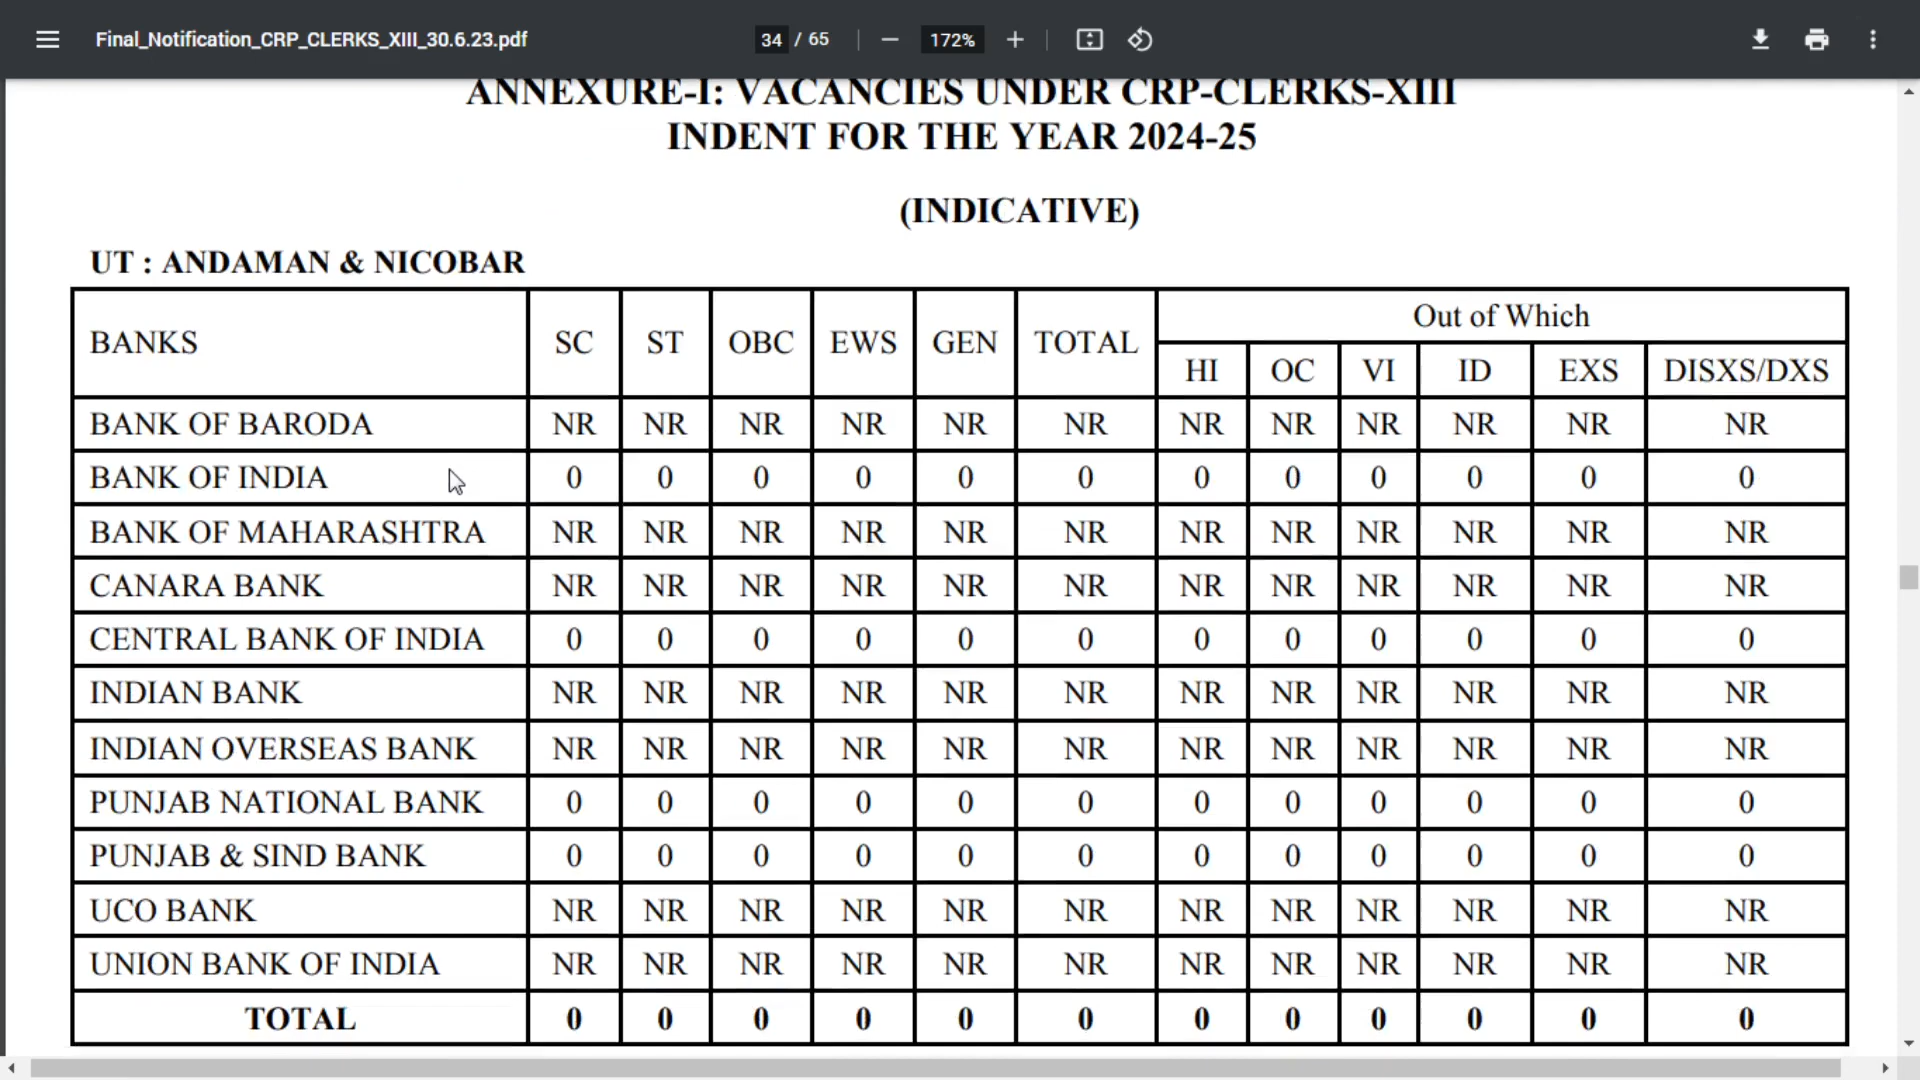 Final_Notification_CRP_CLERKS_XIII_30.6.23.pdf 34 / 65 172%
ANNEXURE-I: VACANCIES UNDER CRP-CLERKS-XIII
INDENT FOR THE YEAR 2024-25
(INDICATIVE)
UT : ANDAMAN & NICOBAR
BANKS SC ST OBC EWS GEN TOTAL Out of Which
HI OC VI ID EXS DISXS/DXS
BANK OF BARODA NR NR NR NR NR NR NR NR NR NR NR NR
BANK OF INDIA 0 0 0 0 0 0 0 0 0 0 0 0
BANK OF MAHARASHTRA NR NR NR NR NR NR NR NR NR NR NR NR
CANARA BANK NR NR NR NR NR NR NR NR NR NR NR NR
CENTRAL BANK OF INDIA 0 0 0 0 0 0 0 0 0 0 0 0
INDIAN BANK NR NR NR NR NR NR NR NR NR NR NR NR
INDIAN OVERSEAS BANK NR NR NR NR NR NR NR NR NR NR NR NR
PUNJAB NATIONAL BANK 0 0 0 0 0 0 0 0 0 0 0 0
PUNJAB & SIND BANK 0 0 0 0 0 0 0 0 0 0 0 0
UCO BANK NR NR NR NR NR NR NR NR NR NR NR NR
UNION BANK OF INDIA NR NR NR NR NR NR NR NR NR NR NR NR
TOTAL 0 0 0 0 0 0 0 0 0 0 0 0